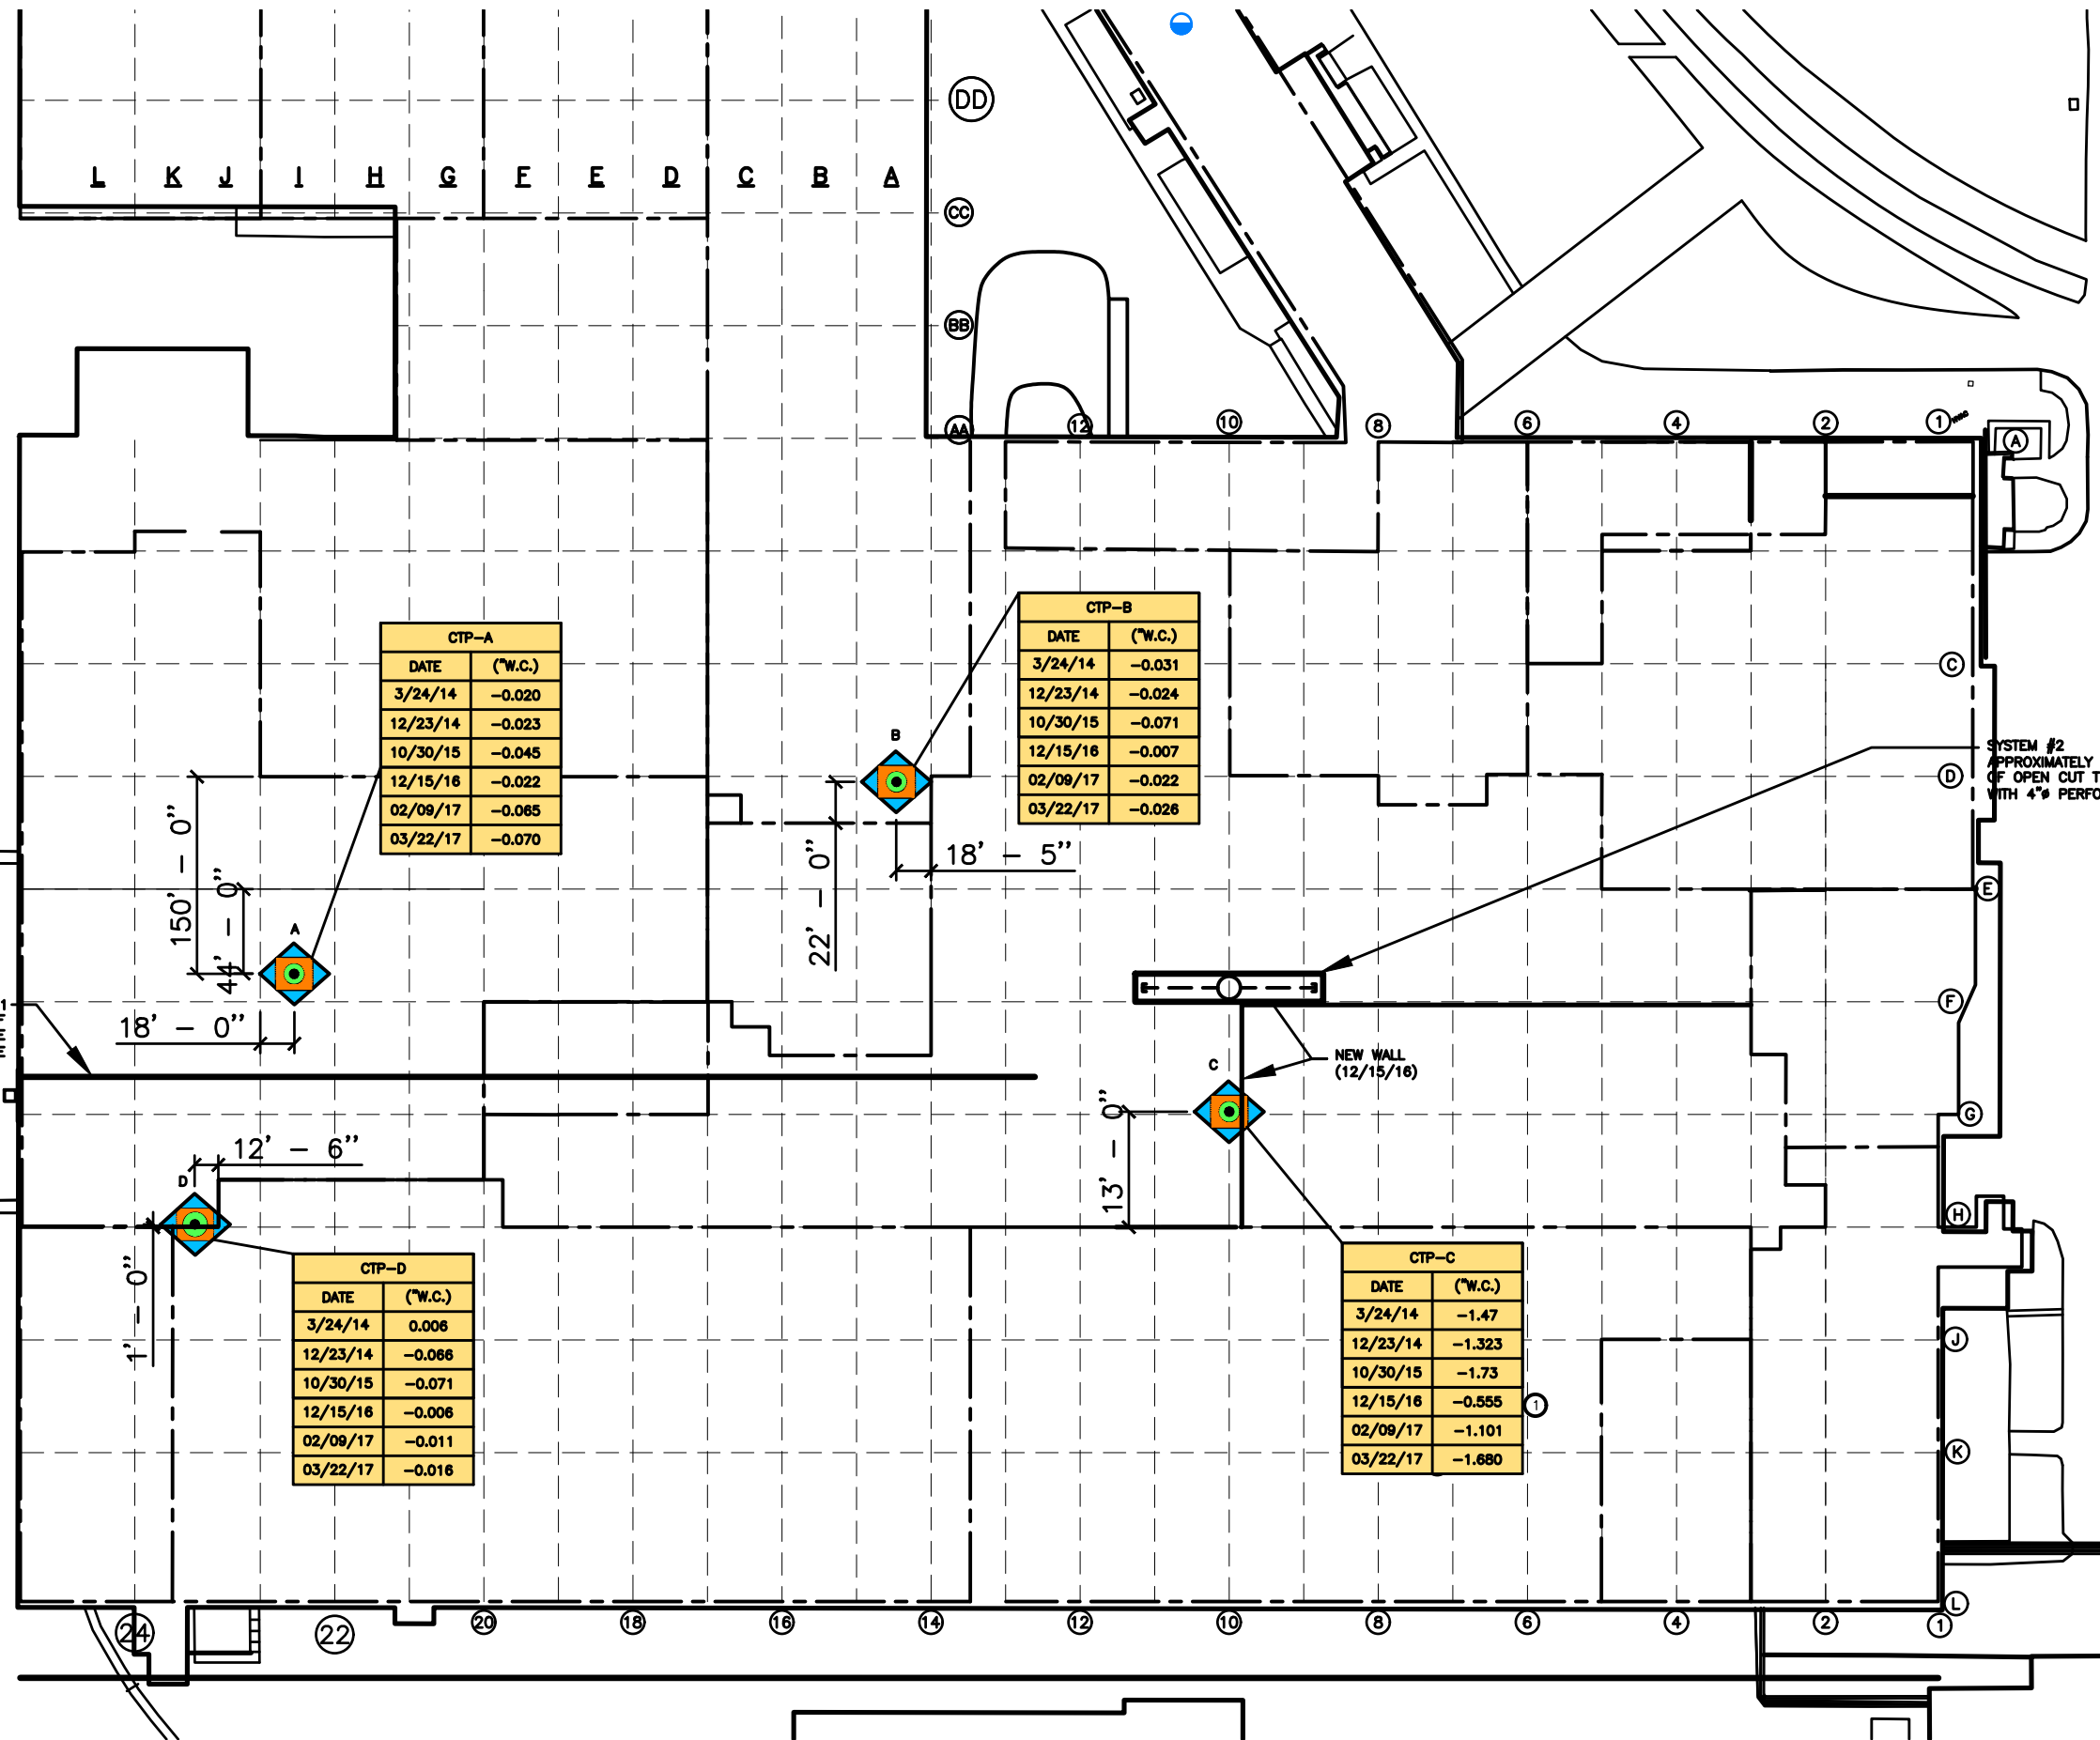 DD
L K J I H G F E D C B A
CC
BB
AA
12 10 8 6 4 2 1
A
CTP-A
DATE ("W.C.)
3/24/14 -0.020
12/23/14 -0.023
10/30/15 -0.045
12/15/16 -0.022
02/09/17 -0.065
03/22/17 -0.070
CTP-B
DATE ("W.C.)
3/24/14 -0.031
12/23/14 -0.024
10/30/15 -0.071
12/15/16 -0.007
02/09/17 -0.022
03/22/17 -0.026
C
B
SYSTEM #2
APPROXIMATELY
OF OPEN CUT
WITH 4"ø
D
150' - 0"
44' - 0"
22' - 0"
18' - 5"
E
A
18' - 0"
F
NEW WALL
(12/15/16)
C
13' - 0"
G
12' - 6"
D
1' - 0"
H
CTP-D
DATE ("W.C.)
3/24/14 0.006
12/23/14 -0.066
10/30/15 -0.071
12/15/16 -0.006
02/09/17 -0.011
03/22/17 -0.016
CTP-C
DATE ("W.C.)
3/24/14 -1.47
12/23/14 -1.323
10/30/15 -1.73
12/15/16 -0.555
02/09/17 -1.101
03/22/17 -1.680
1
J
K
L
24 22 20 18 16 14 12 10 8 6 4 2 1